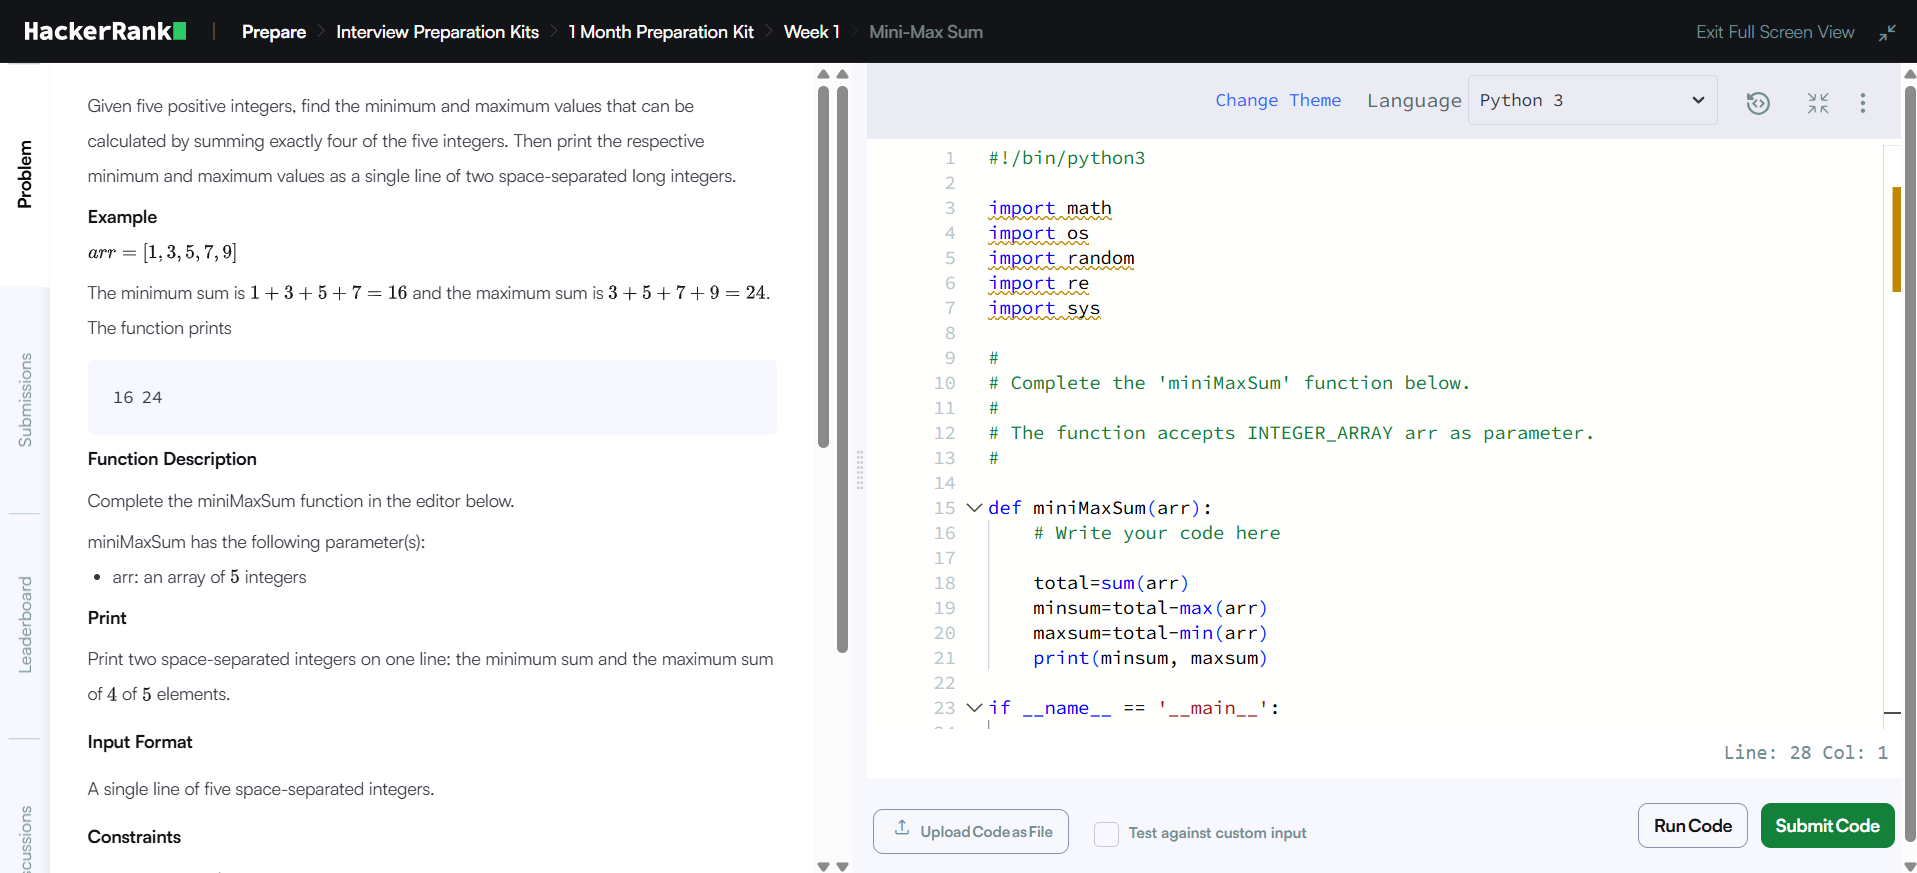 HackerRank | Prepare > Interview Preparation Kits > 1 Month Preparation Kit > Week 1 > Mini-Max Sum
Exit Full Screen View
Problem
Submissions
Leaderboard
Given five positive integers, find the minimum and maximum values that can be
calculated by summing exactly four of the five integers. Then print the respective
minimum and maximum values as a single line of two space-separated long integers.
Example
arr = [1, 3, 5, 7, 9]
The minimum sum is 1 + 3 + 5 + 7 = 16 and the maximum sum is 3 + 5 + 7 + 9 = 24.
The function prints
16 24
Function Description
Complete the miniMaxSum function in the editor below.
miniMaxSum has the following parameter(s):
• arr: an array of 5 integers
Print
Print two space-separated integers on one line: the minimum sum and the maximum sum
of 4 of 5 elements.
Input Format
A single line of five space-separated integers.
Constraints
Change Theme Language Python 3
1 #!/bin/python3
2
3 import math
4 import os
5 import random
6 import re
7 import sys
8
9 #
10 # Complete the 'miniMaxSum' function below.
11 #
12 # The function accepts INTEGER_ARRAY arr as parameter.
13 #
14
15 def miniMaxSum(arr):
16 # Write your code here
17
18 total=sum(arr)
19 minsum=total-max(arr)
20 maxsum=total-min(arr)
21 print(minsum, maxsum)
22
23 if __name__ == '__main__':
Line: 28 Col: 1
Upload Code as File
Test against custom input
Run Code
Submit Code